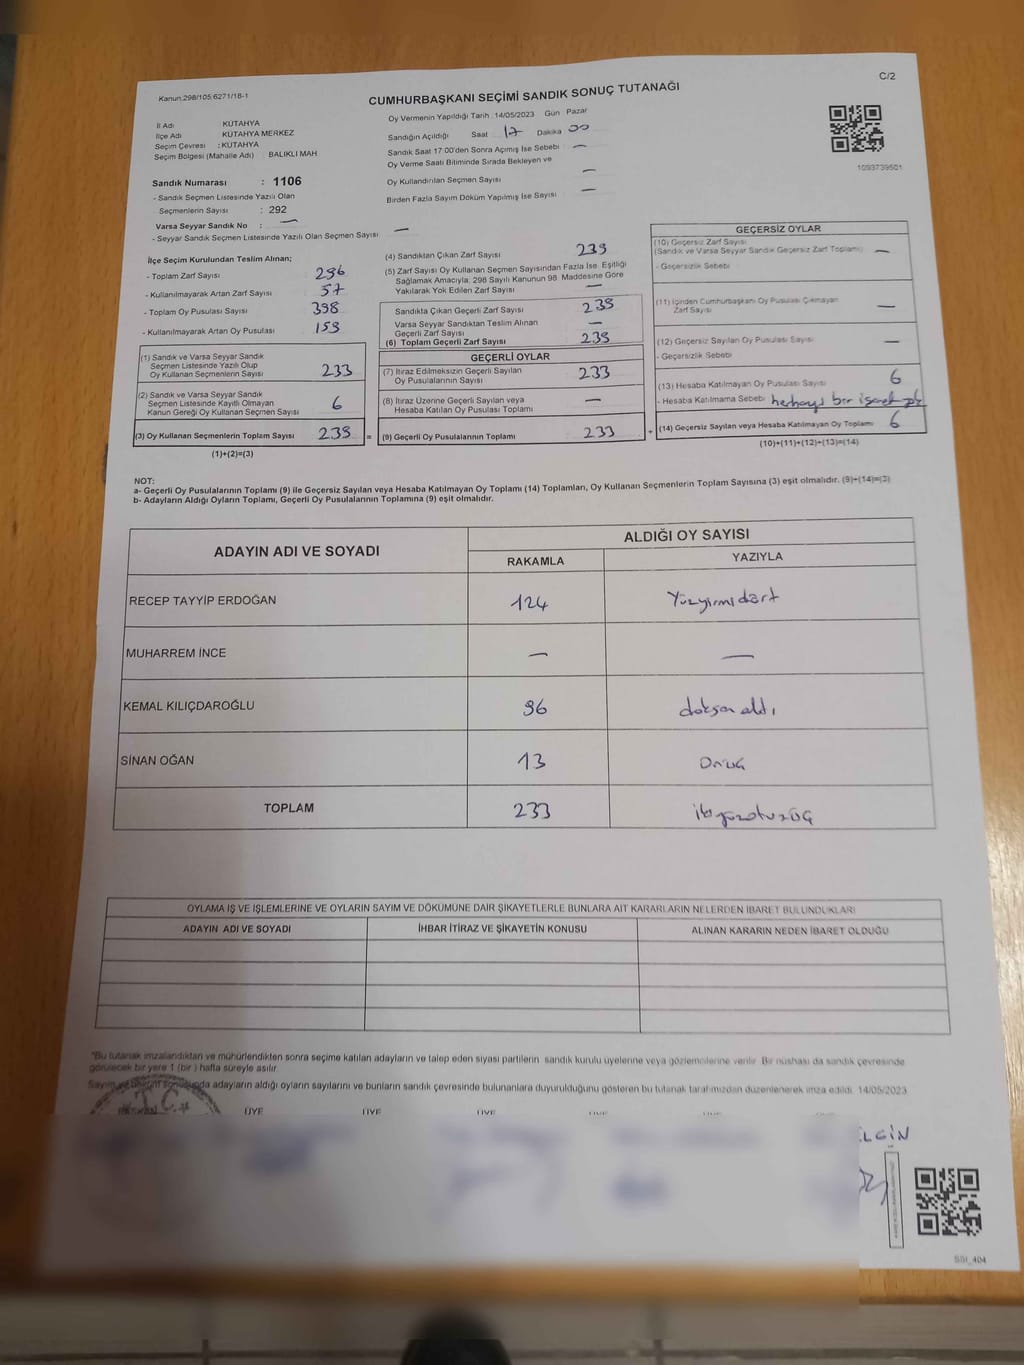 Kanun:298/105;6271/18-1
C/2
CUMHURBAŞKANI SEÇİMİ SANDIK SONUÇ TUTANAĞI
İl Adı KÜTAHYA
İlçe Adı KÜTAHYA MERKEZ
Seçim Çevresi : KÜTAHYA
Seçim Bölgesi (Mahalle Adı) BALIKLI MAH
Sandık Numarası : 1106
- Sandık Seçmen Listesinde Yazılı Olan
Seçmenlerin Sayısı : 292
Varsa Seyyar Sandık No : —
- Seyyar Sandık Seçmen Listesinde Yazılı Olan Seçmen Sayısı —
Oy Vermenin Yapıldığı Tarih 14/05/2023 Gün Pazar
Sandığın Açıldığı Saat 17 Dakika 00
Sandık Saat 17:00'den Sonra Açılmış İse Sebebi —
Oy Verme Saati Bitiminde Sırada Bekleyen ve
Oy Kullandırılan Seçmen Sayısı —
Birden Fazla Sayım Döküm Yapılmış İse Sayısı —
1093739501
İlçe Seçim Kurulundan Teslim Alınan;
- Toplam Zarf Sayısı 296
- Kullanılmayarak Artan Zarf Sayısı 57
- Toplam Oy Pusulası Sayısı 398
- Kullanılmayarak Artan Oy Pusulası 159
(1) Sandık ve Varsa Seyyar Sandık
Seçmen Listesinde Yazılı Olup
Oy Kullanan Seçmenlerin Sayısı 233
(2) Sandık ve Varsa Seyyar Sandık
Seçmen Listesinde Kayıtlı Olmayan
Kanun Gereği Oy Kullanan Seçmen Sayısı 6
(3) Oy Kullanan Seçmenlerin Toplam Sayısı 239 =
(1)+(2)=(3)
(4) Sandıktan Çıkan Zarf Sayısı 239
(5) Zarf Sayısı Oy Kullanan Seçmen Sayısından Fazla İse Eşitliği
Sağlamak Amacıyla; 298 Sayılı Kanunun 98. Maddesine Göre
Yakılarak Yok Edilen Zarf Sayısı —
Sandıkta Çıkan Geçerli Zarf Sayısı 239
Varsa Seyyar Sandıktan Teslim Alınan
Geçerli Zarf Sayısı —
(6) Toplam Geçerli Zarf Sayısı 239
GEÇERLİ OYLAR
(7) İtiraz Edilmeksizin Geçerli Sayılan
Oy Pusulalarının Sayısı 233
(8) İtiraz Üzerine Geçerli Sayılan veya
Hesaba Katılan Oy Pusulası Toplamı —
(9) Geçerli Oy Pusulalarının Toplamı 233 +
GEÇERSİZ OYLAR
(10) Geçersiz Zarf Sayısı
(Sandık ve Varsa Seyyar Sandık Geçersiz Zarf Toplamı) —
- Geçersizlik Sebebi
(11) İçinden Cumhurbaşkanı Oy Pusulası Çıkmayan
Zarf Sayısı —
(12) Geçersiz Sayılan Oy Pusulası Sayısı —
- Geçersizlik Sebebi
(13) Hesaba Katılmayan Oy Pusulası Sayısı 6
- Hesaba Katılmama Sebebi herhangi bir işaret
(14) Geçersiz Sayılan veya Hesaba Katılmayan Oy Toplamı 6
(10)+(11)+(12)+(13)=(14)
NOT:
a- Geçerli Oy Pusulalarının Toplamı (9) ile Geçersiz Sayılan veya Hesaba Katılmayan Oy Toplamı (14) Toplamları, Oy Kullanan Seçmenlerin Toplam Sayısına (3) eşit olmalıdır. (9)+(14)=(3)
b- Adayların Aldığı Oyların Toplamı, Geçerli Oy Pusulalarının Toplamına (9) eşit olmalıdır.
ADAYIN ADI VE SOYADI
ALDIĞI OY SAYISI
RAKAMLA YAZIYLA
RECEP TAYYİP ERDOĞAN 124 Yüzyirmidört
MUHARREM İNCE — —
KEMAL KILIÇDAROĞLU 96 doksan altı
SİNAN OĞAN 13 Onüç
TOPLAM 233 ikiyüzotuzüç
OYLAMA İŞ VE İŞLEMLERİNE VE OYLARIN SAYIM VE DÖKÜMÜNE DAİR ŞİKAYETLERLE BUNLARA AİT KARARLARIN NELERDEN İBARET BULUNDUKLARI
ADAYIN ADI VE SOYADI İHBAR İTİRAZ VE ŞİKAYETİN KONUSU ALINAN KARARIN NEDEN İBARET OLDUĞU
"Bu tutanak imzalandıktan ve mühürlendikten sonra seçime katılan adayların ve talep eden siyasi partilerin sandık kurulu üyelerine veya gözlemcilerine verilir. Bir nüshası da sandık çevresinde
görülecek bir yere 1 (bir) hafta süreyle asılır.
Sayım ve döküm sonucunda adayların aldığı oyların sayılarını ve bunların sandık çevresinde bulunanlara duyurulduğunu gösteren bu tutanak tarafımızdan düzenlenerek imza edildi. 14/05/2023
T.C.
ÜYE ÜYE ÜYE
ELGİN
SSI_404